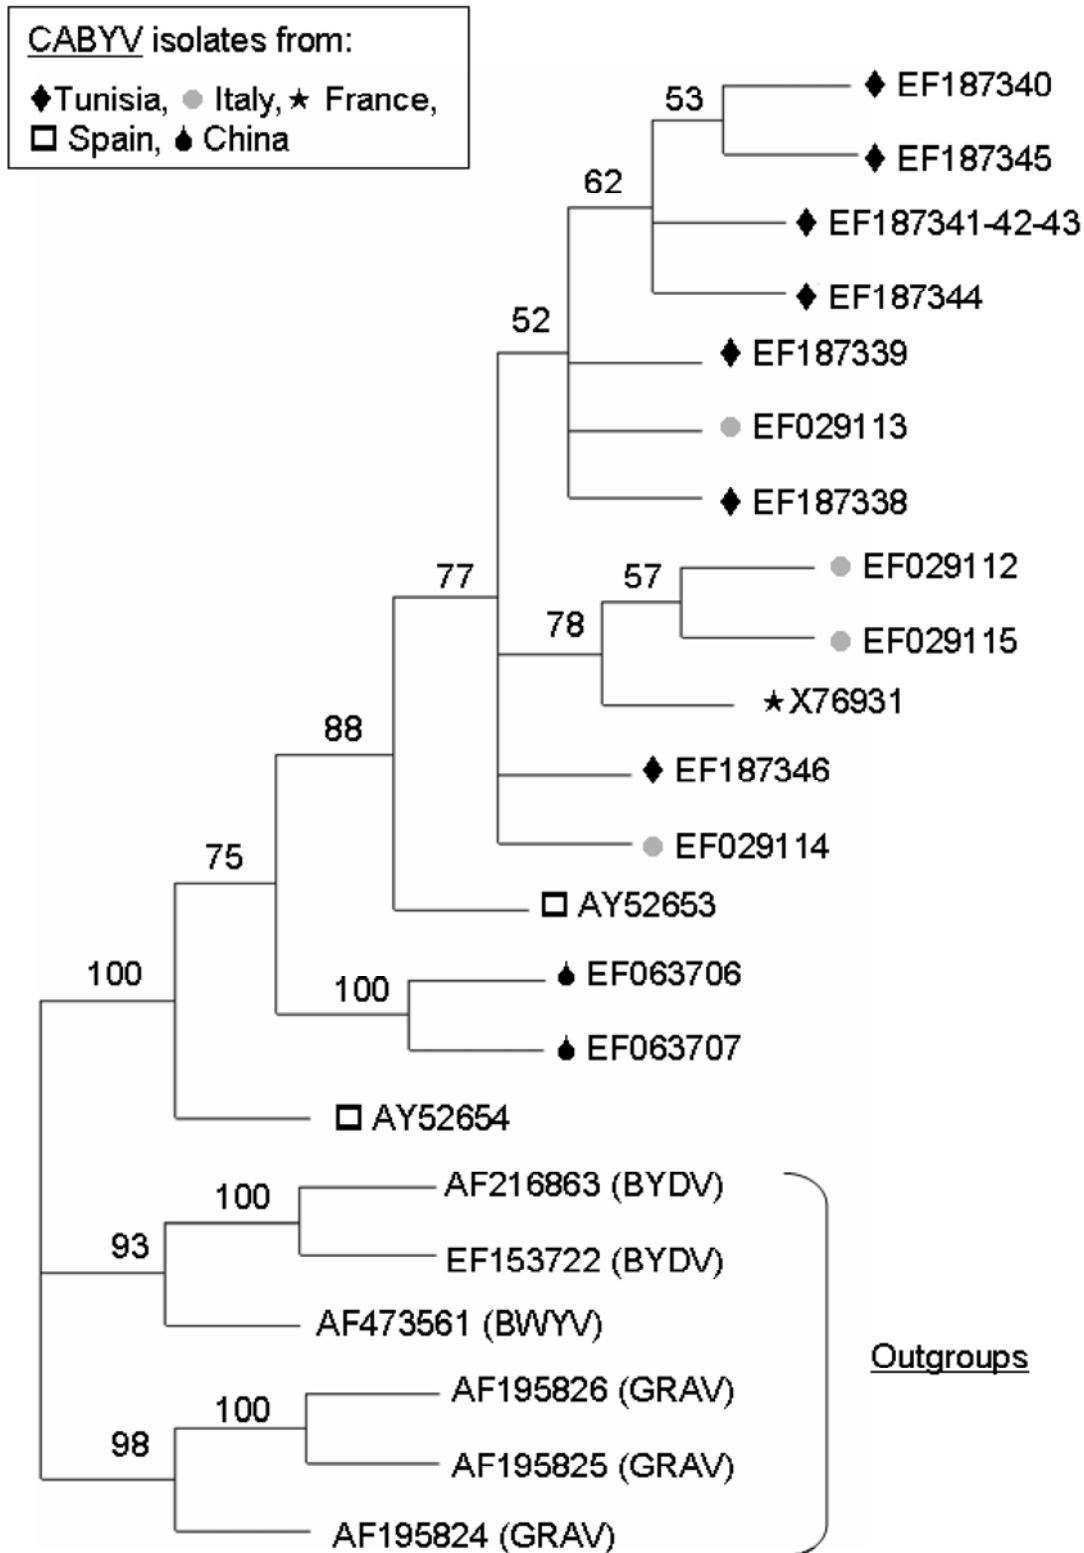 CABYV isolates from:
Tunisia, Italy, France,
Spain, China
53
EF187340
EF187345
62
EF187341-42-43
EF187344
52
EF187339
EF029113
EF187338
77
57
EF029112
78
EF029115
X76931
88
EF187346
EF029114
75
AY52653
100
EF063706
100
EF063707
AY52654
100
AF216863 (BYDV)
93
EF153722 (BYDV)
AF473561 (BWYV)
Outgroups
100
AF195826 (GRAV)
98
AF195825 (GRAV)
AF195824 (GRAV)